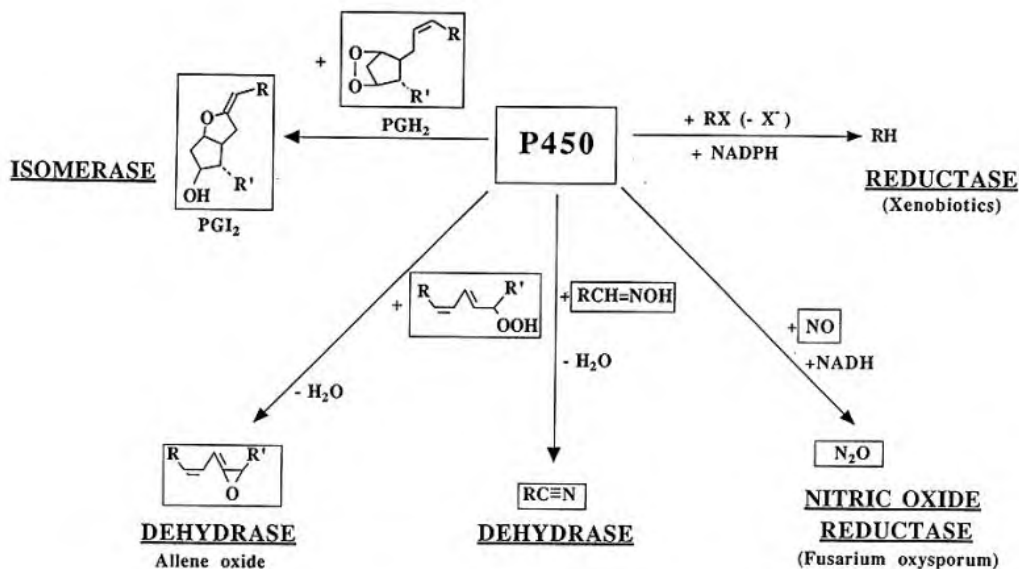 R
+
O
O
R'
PGH₂
R
O
R'
OH
PGI₂
ISOMERASE
P450
+ RX (- X⁻)
+ NADPH
RH
REDUCTASE
(Xenobiotics)
+
R
R'
OOH
- H₂O
+ RCH=NOH
- H₂O
+ NO
+NADH
R
R'
O
DEHYDRASE
Allene oxide
RC≡N
DEHYDRASE
N₂O
NITRIC OXIDE
REDUCTASE
(Fusarium oxysporum)